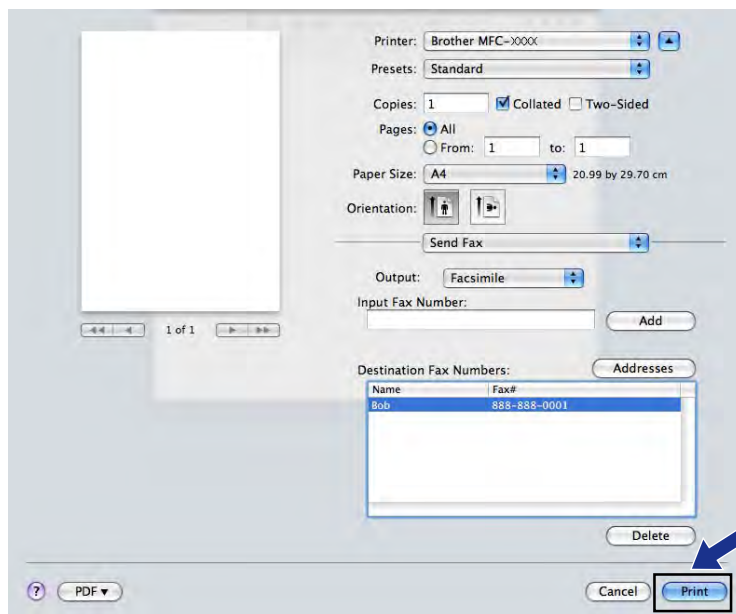 Printer: Brother MFC-XXXX
Presets: Standard
Copies: 1 Collated Two-Sided
Pages: All
From: 1 to: 1
Paper Size: A4 20.99 by 29.70 cm
Orientation:
Send Fax
Output: Facsimile
Input Fax Number:
Add
1 of 1
Destination Fax Numbers: Addresses
Name Fax#
Bob 888-888-0001
Delete
? PDF Cancel Print